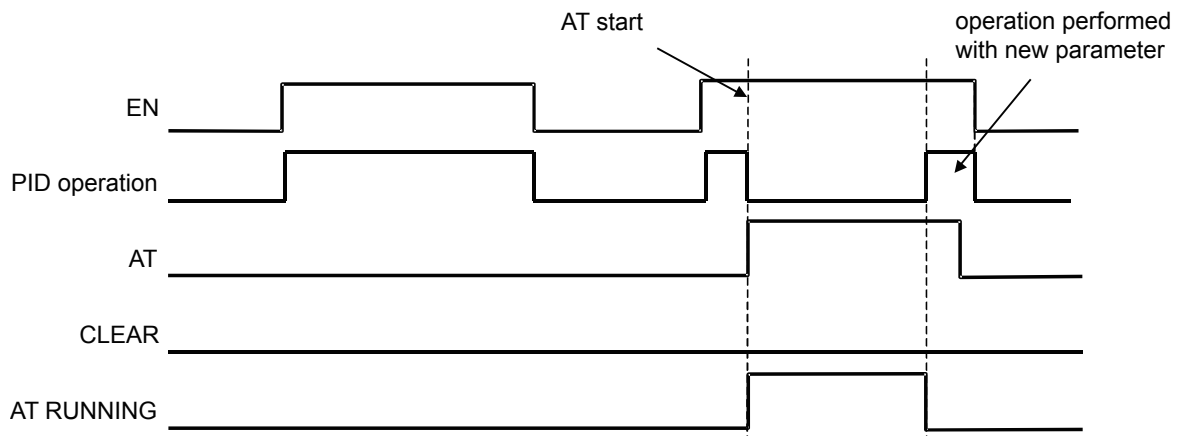 AT start
operation performed
with new parameter
EN
PID operation
AT
CLEAR
AT RUNNING